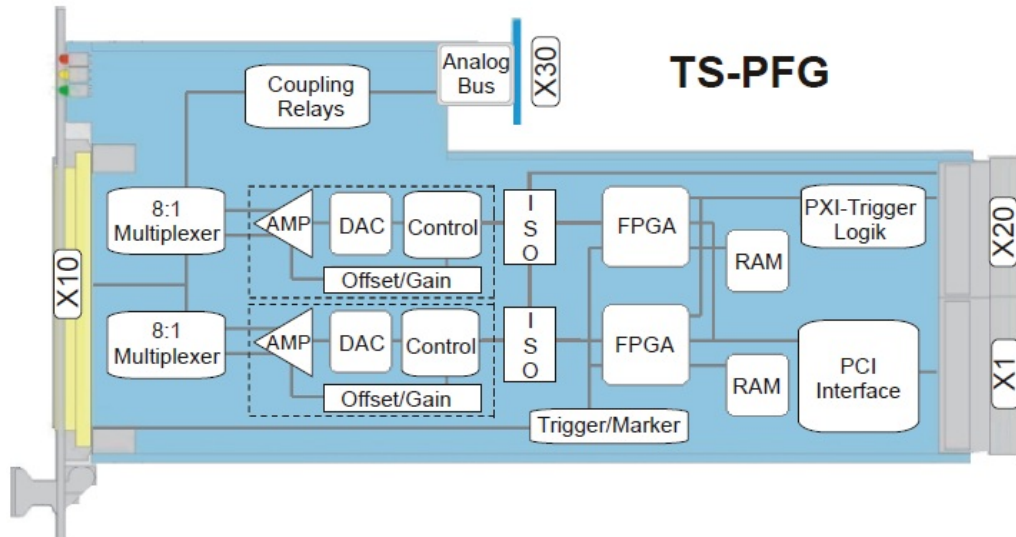 TS-PFG
Analog
Bus
X30
Coupling
Relays
8:1
Multiplexer
AMP
DAC
Control
Offset/Gain
I
S
O
FPGA
RAM
PXI-Trigger
Logik
X20
X10
8:1
Multiplexer
AMP
DAC
Control
Offset/Gain
I
S
O
FPGA
RAM
PCI
Interface
X1
Trigger/Marker